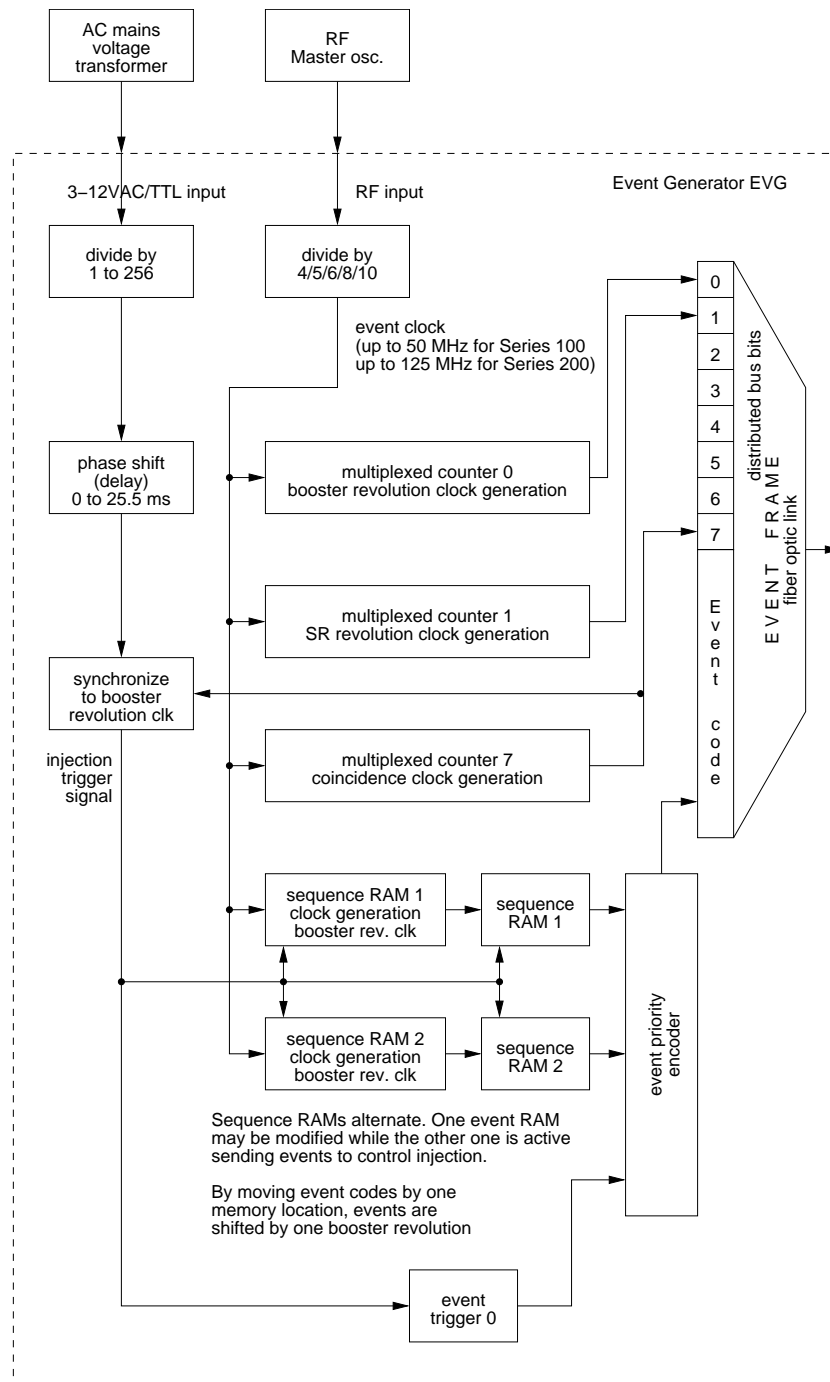 AC mains
voltage
transformer
RF
Master osc.
3–12VAC/TTL input
RF input
Event Generator EVG
divide by
1 to 256
divide by
4/5/6/8/10
event clock
(up to 50 MHz for Series 100
up to 125 MHz for Series 200)
0
1
2
3
4
5
6
7
Event code
distributed bus bits
EVENT FRAME
fiber optic link
phase shift
(delay)
0 to 25.5 ms
multiplexed counter 0
booster revolution clock generation
multiplexed counter 1
SR revolution clock generation
synchronize
to booster
revolution clk
injection
trigger
signal
multiplexed counter 7
coincidence clock generation
sequence RAM 1
clock generation
booster rev. clk
sequence
RAM 1
sequence RAM 2
clock generation
booster rev. clk
sequence
RAM 2
event priority
encoder
Sequence RAMs alternate. One event RAM
may be modified while the other one is active
sending events to control injection.
By moving event codes by one
memory location, events are
shifted by one booster revolution
event
trigger 0